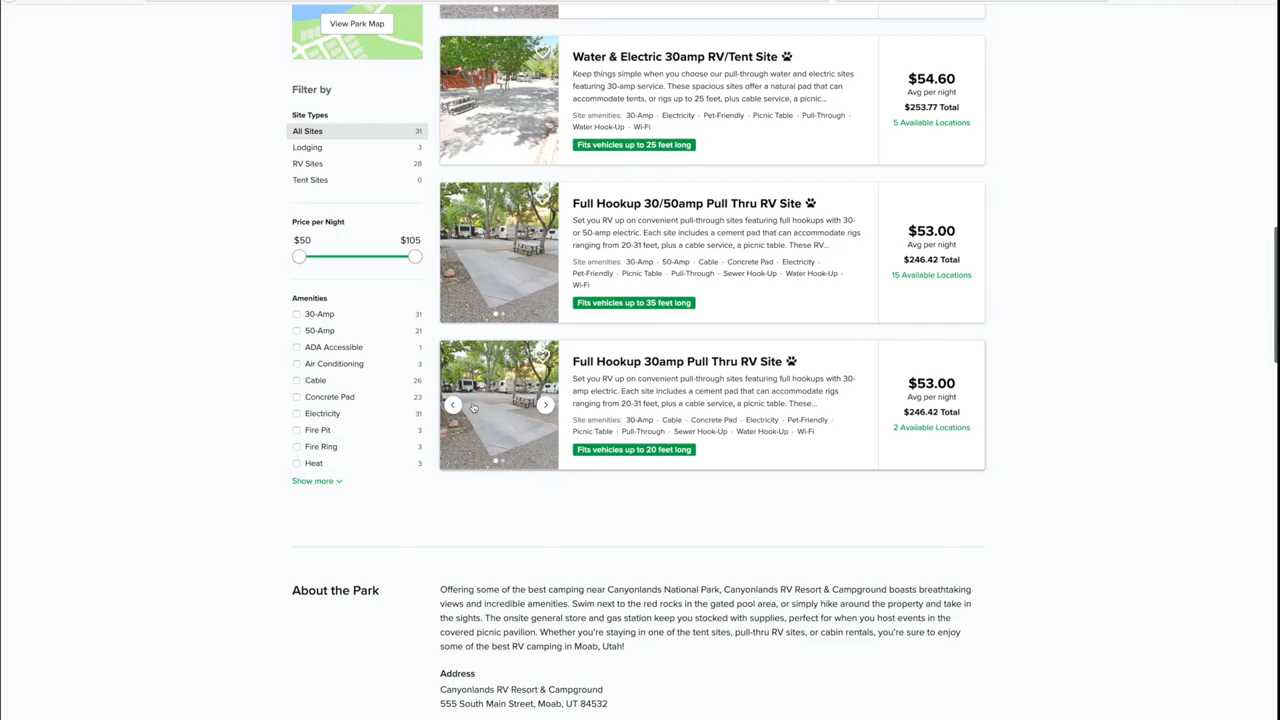 View Park Map
Filter by
Site Types
All Sites 31
Lodging 3
RV Sites 28
Tent Sites 0
Price per Night
$50 $105
Amenities
30-Amp 31
50-Amp 21
ADA Accessible 1
Air Conditioning 3
Cable 26
Concrete Pad 23
Electricity 31
Fire Pit 3
Fire Ring 3
Heat 3
Show more
Water & Electric 30amp RV/Tent Site
Keep things simple when you choose our pull-through water and electric sites
featuring 30-amp service. These spacious sites offer a natural pad that can
accommodate tents, or rigs up to 25 feet, plus cable service, a picnic...
Site amenities: 30-Amp · Electricity · Pet-Friendly · Picnic Table · Pull-Through ·
Water Hook-Up · Wi-Fi
Fits vehicles up to 25 feet long
$54.60
Avg per night
$253.77 Total
5 Available Locations
Full Hookup 30/50amp Pull Thru RV Site
Set you RV up on convenient pull-through sites featuring full hookups with 30-
or 50-amp electric. Each site includes a cement pad that can accommodate rigs
ranging from 20-31 feet, plus a cable service, a picnic table. These RV...
Site amenities: 30-Amp · 50-Amp · Cable · Concrete Pad · Electricity ·
Pet-Friendly · Picnic Table · Pull-Through · Sewer Hook-Up · Water Hook-Up ·
Wi-Fi
Fits vehicles up to 35 feet long
$53.00
Avg per night
$246.42 Total
15 Available Locations
Full Hookup 30amp Pull Thru RV Site
Set you RV up on convenient pull-through sites featuring full hookups with 30-
amp electric. Each site includes a cement pad that can accommodate rigs
ranging from 20-31 feet, plus a cable service, a picnic table. These...
Site amenities: 30-Amp · Cable · Concrete Pad · Electricity · Pet-Friendly ·
Picnic Table · Pull-Through · Sewer Hook-Up · Water Hook-Up · Wi-Fi
Fits vehicles up to 20 feet long
$53.00
Avg per night
$246.42 Total
2 Available Locations
About the Park
Offering some of the best camping near Canyonlands National Park, Canyonlands RV Resort & Campground boasts breathtaking
views and incredible amenities. Swim next to the red rocks in the gated pool area, or simply hike around the property and take in
the sights. The onsite general store and gas station keep you stocked with supplies, perfect for when you host events in the
covered picnic pavilion. Whether you're staying in one of the tent sites, pull-thru RV sites, or cabin rentals, you're sure to enjoy
some of the best RV camping in Moab, Utah!
Address
Canyonlands RV Resort & Campground
555 South Main Street, Moab, UT 84532